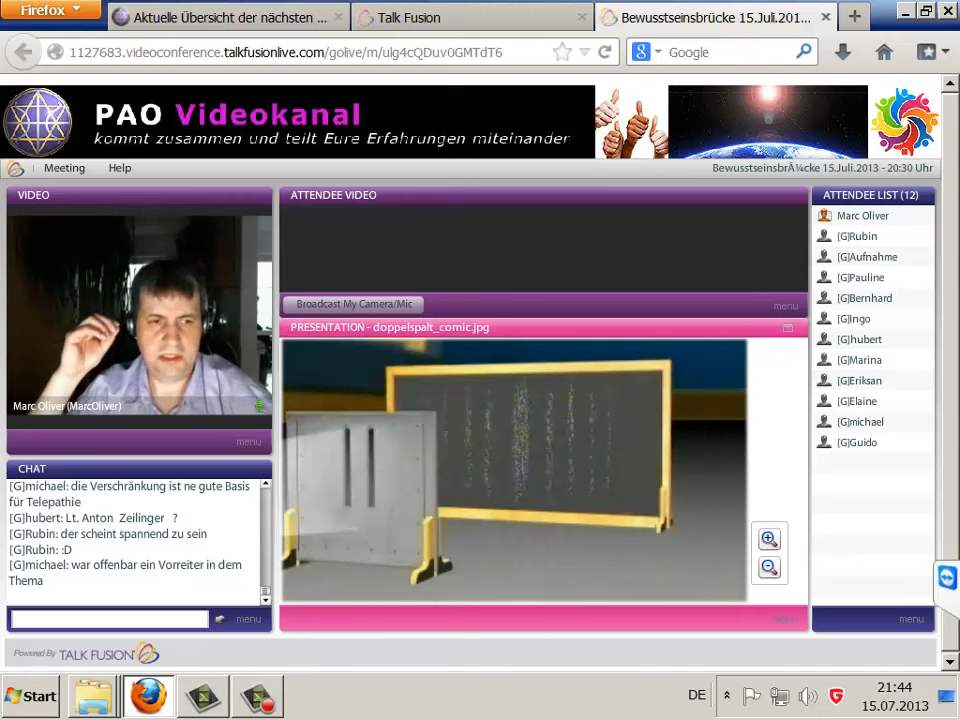 Firefox
Aktuelle Übersicht der nächsten ...
Talk Fusion
Bewusstseinsbrücke 15.Juli.201...
1127683.videoconference.talkfusionlive.com/golive/m/ulg4cQDuv0GMTdT6
Google
PAO Videokanal
kommt zusammen und teilt Eure Erfahrungen miteinander
Meeting
Help
BewusstseinsbrÃ¼cke 15.Juli.2013 - 20:30 Uhr
VIDEO
Marc Oliver (MarcOliver)
menu
CHAT
[G]michael: die Verschränkung ist ne gute Basis
für Telepathie
[G]hubert: Lt. Anton Zeilinger ?
[G]Rubin: der scheint spannend zu sein
[G]Rubin: :D
[G]michael: war offenbar ein Vorreiter in dem
Thema
menu
ATTENDEE VIDEO
Broadcast My Camera/Mic
menu
PRESENTATION - doppelspalt_comic.jpg
menu
ATTENDEE LIST (12)
Marc Oliver
[G]Rubin
[G]Aufnahme
[G]Pauline
[G]Bernhard
[G]Ingo
[G]hubert
[G]Marina
[G]Eriksan
[G]Elaine
[G]michael
[G]Guido
menu
Powered By TALK FUSION
Start
DE
21:44
15.07.2013